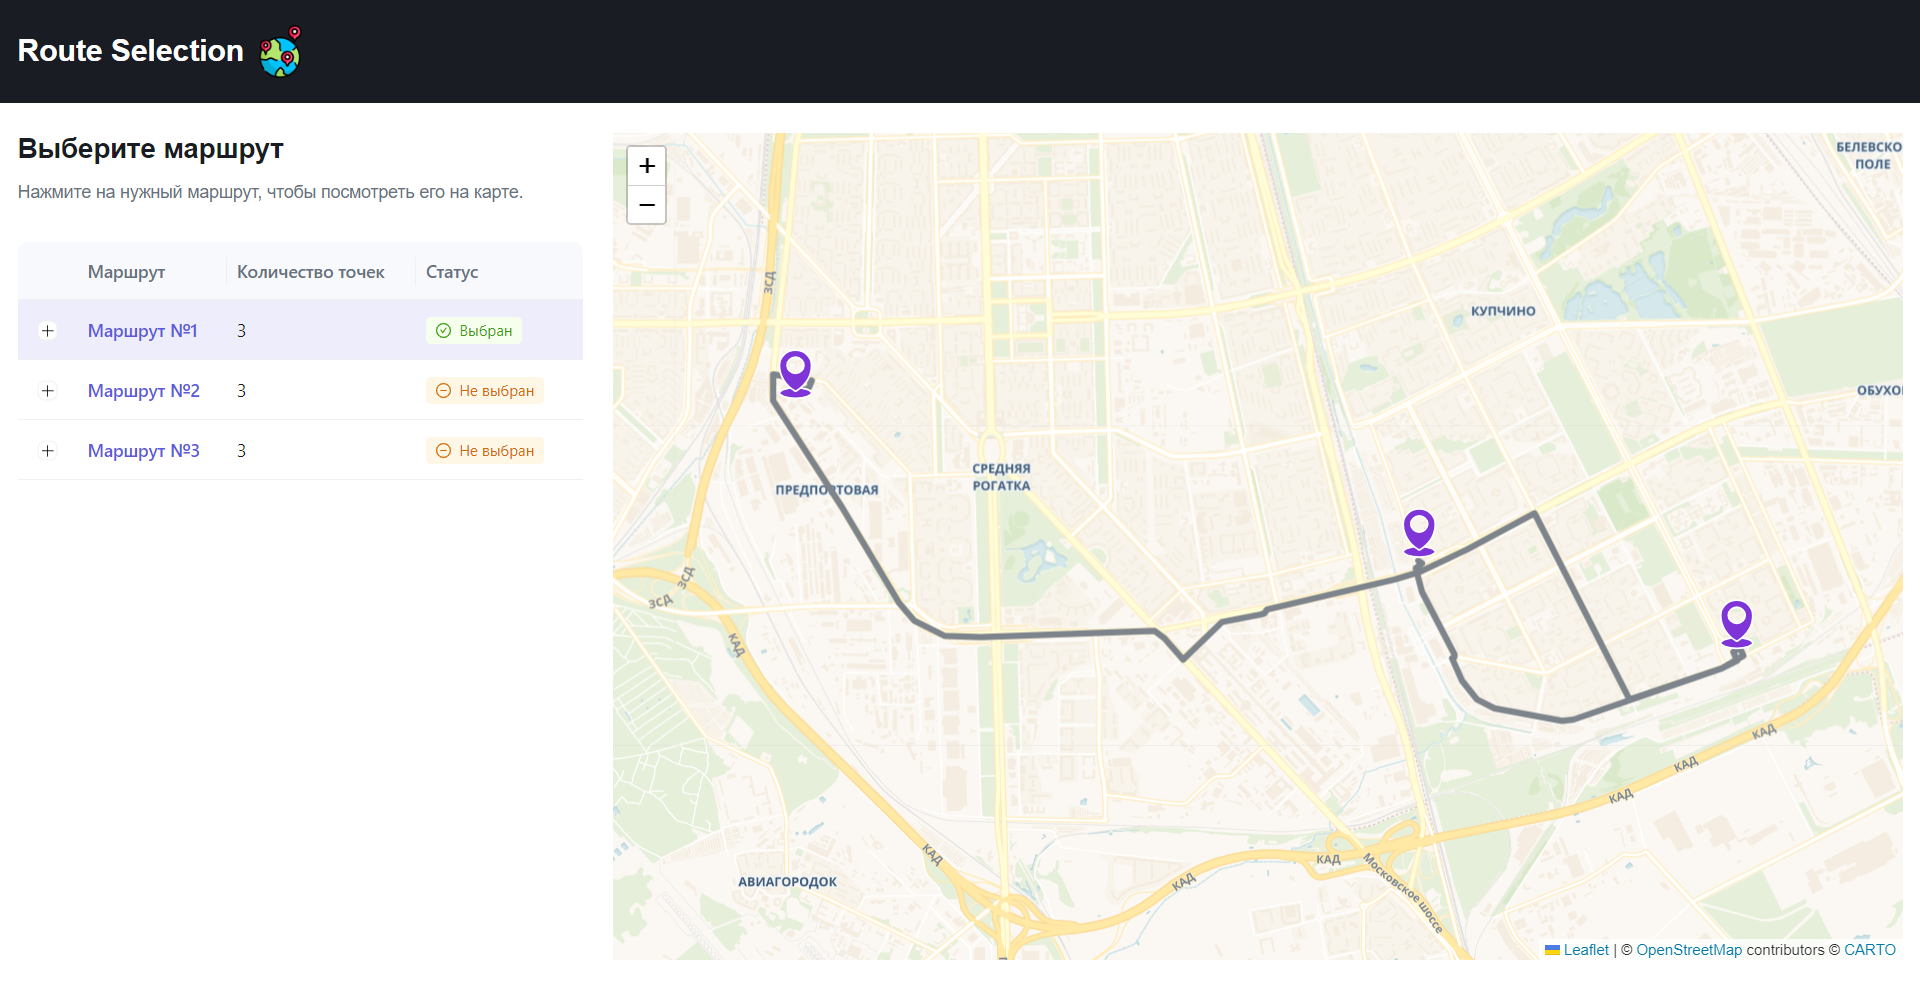 Route Selection
Выберите маршрут
Нажмите на нужный маршрут, чтобы посмотреть его на карте.
Маршрут Количество точек Статус
Маршрут №1 3 Выбран
Маршрут №2 3 Не выбран
Маршрут №3 3 Не выбран
+
−
БЕЛЕВСКО
ПОЛЕ
ЗСД
КУПЧИНО
ОБУХО
СРЕДНЯЯ
РОГАТКА
ПРЕДПОРТОВАЯ
ЗСД
ЗСД
КАД
КАД
КАД
КАД
КАД
КАД
КАД
Московское шоссе
АВИАГОРОДОК
Leaflet | © OpenStreetMap contributors © CARTO